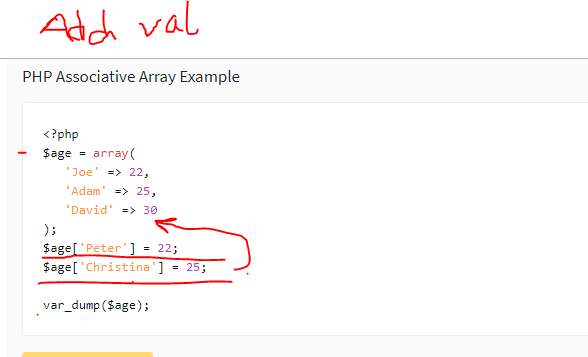 Add val
PHP Associative Array Example
<?php
$age = array(
'Joe' => 22,
'Adam' => 25,
'David' => 30
);
$age['Peter'] = 22;
$age['Christina'] = 25;
var_dump($age);